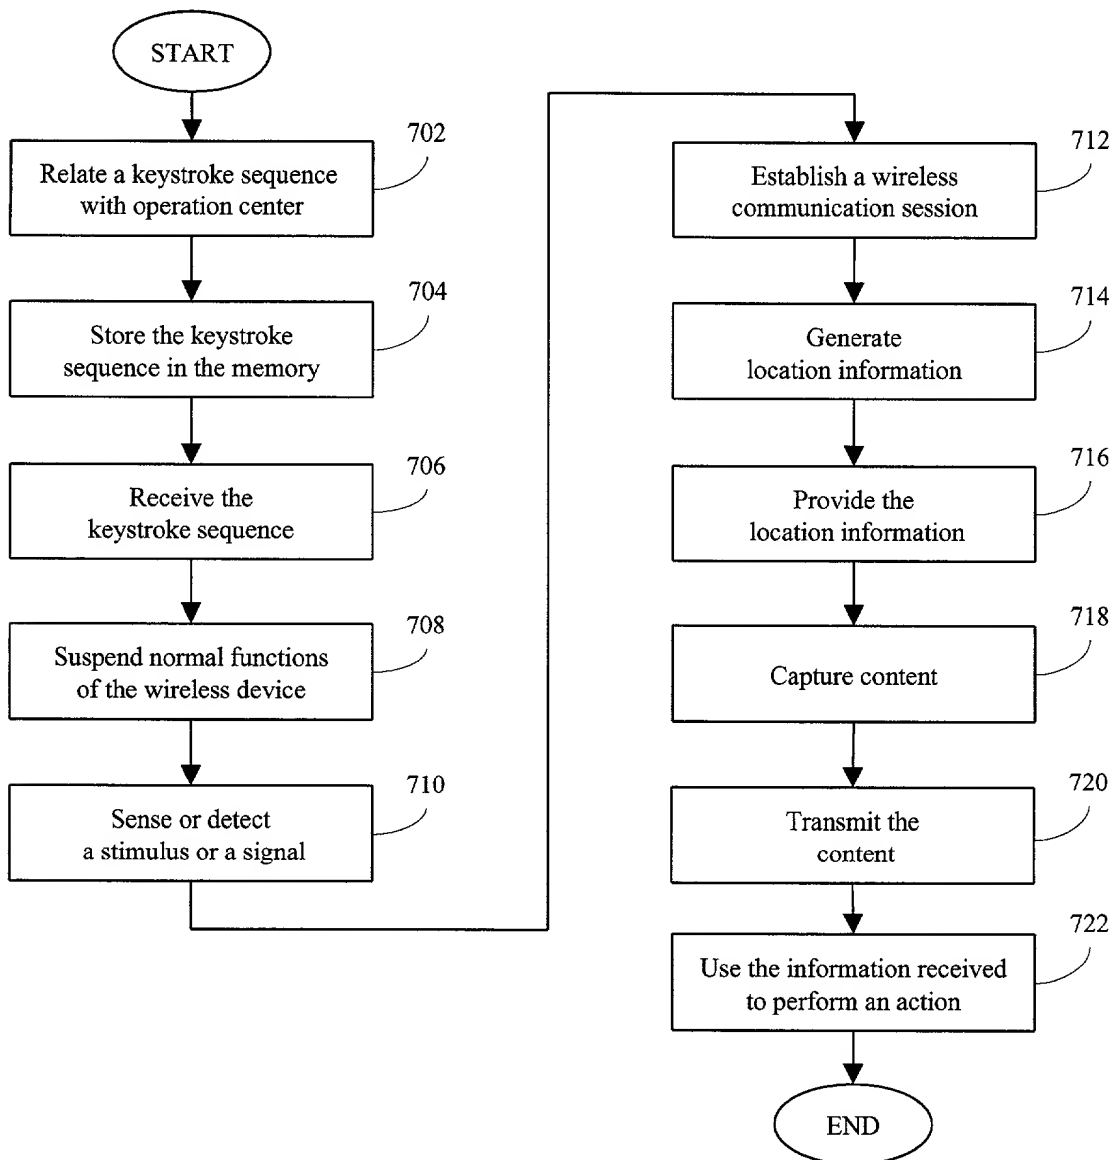 START
702
Relate a keystroke sequence
with operation center
704
Store the keystroke
sequence in the memory
706
Receive the
keystroke sequence
708
Suspend normal functions
of the wireless device
710
Sense or detect
a stimulus or a signal
712
Establish a wireless
communication session
714
Generate
location information
716
Provide the
location information
718
Capture content
720
Transmit the
content
722
Use the information received
to perform an action
END